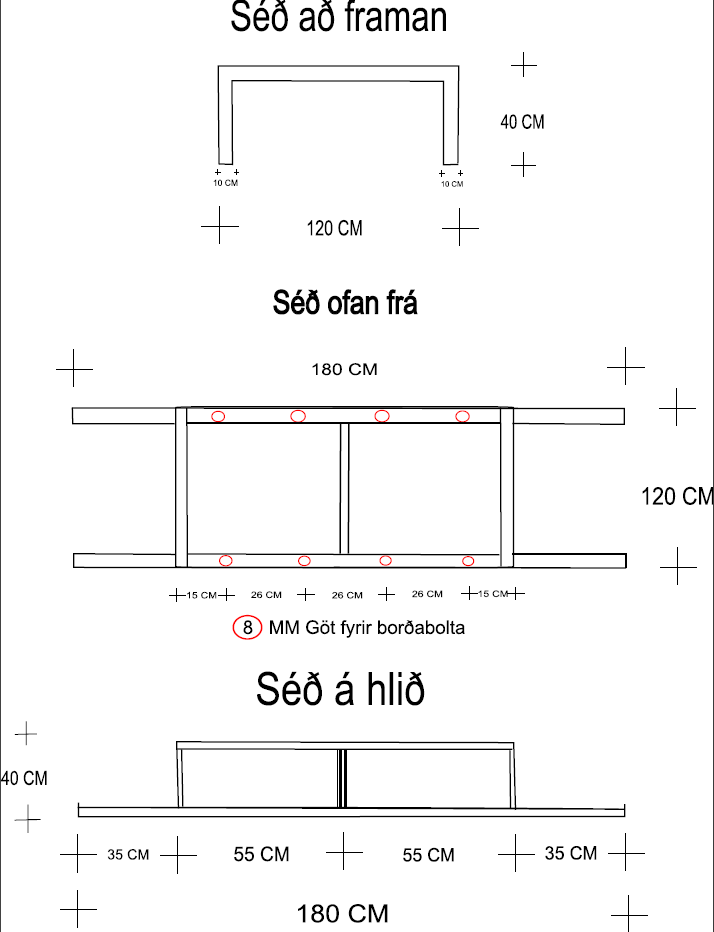 Séð að framan
40 CM
10 CM 10 CM
120 CM
Séð ofan frá
180 CM
120 CM
15 CM 26 CM 26 CM 26 CM 15 CM
8 MM Göt fyrir borðabolta
Séð á hlið
40 CM
35 CM 55 CM 55 CM 35 CM
180 CM